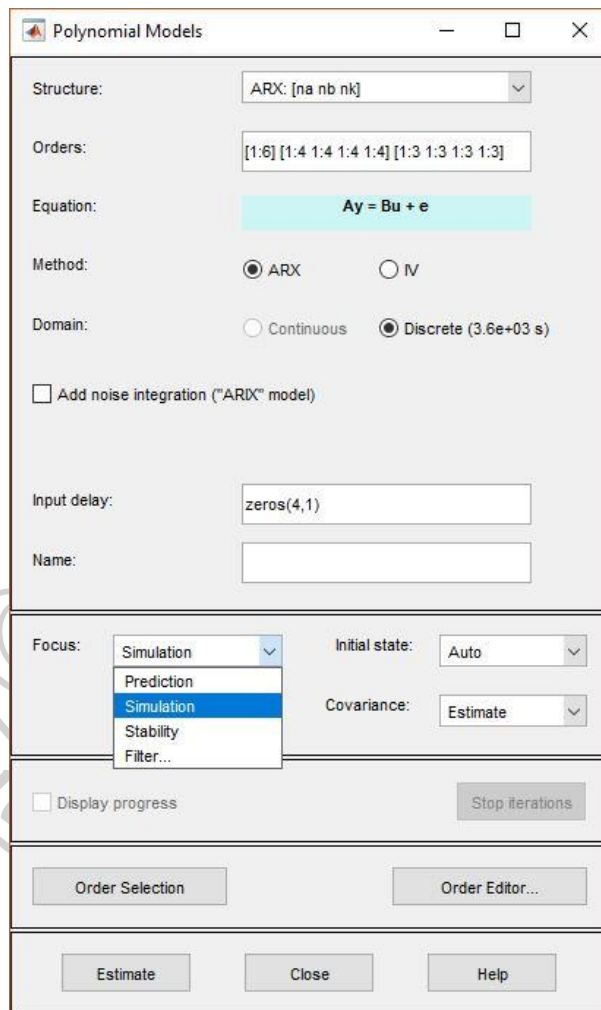 Polynomial Models
Structure: ARX: [na nb nk]
Orders: [1:6] [1:4 1:4 1:4 1:4] [1:3 1:3 1:3 1:3]
Equation: Ay = Bu + e
Method: ARX IV
Domain: Continuous Discrete (3.6e+03 s)
Add noise integration ("ARIX" model)
Input delay: zeros(4,1)
Name:
Focus: Simulation Initial state: Auto
Prediction
Simulation Covariance: Estimate
Stability
Filter...
Display progress Stop iterations
Order Selection Order Editor...
Estimate Close Help